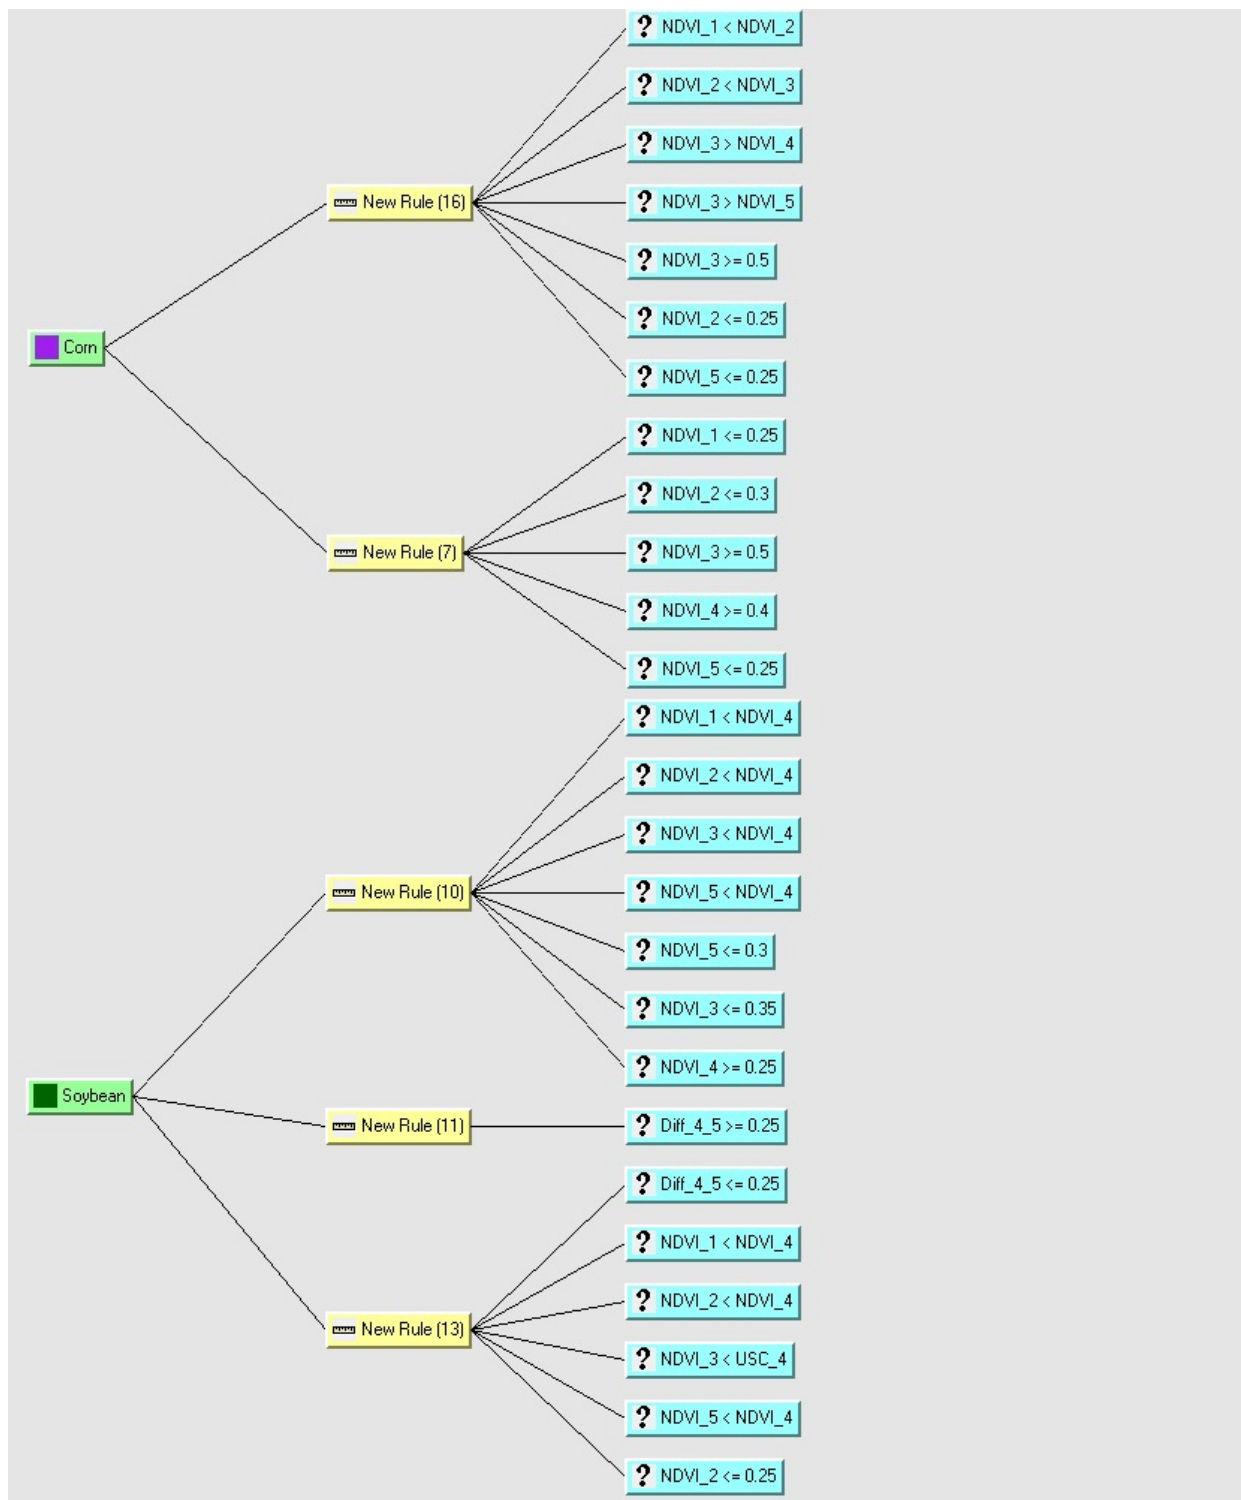 NDVI_1 < NDVI_2
NDVI_2 < NDVI_3
NDVI_3 > NDVI_4
New Rule (16)
NDVI_3 > NDVI_5
NDVI_3 >= 0.5
NDVI_2 <= 0.25
Corn
NDVI_5 <= 0.25
NDVI_1 <= 0.25
NDVI_2 <= 0.3
New Rule (7)
NDVI_3 >= 0.5
NDVI_4 >= 0.4
NDVI_5 <= 0.25
NDVI_1 < NDVI_4
NDVI_2 < NDVI_4
NDVI_3 < NDVI_4
New Rule (10)
NDVI_5 < NDVI_4
NDVI_5 <= 0.3
NDVI_3 <= 0.35
NDVI_4 >= 0.25
Soybean
New Rule (11)
Diff_4_5 >= 0.25
Diff_4_5 <= 0.25
NDVI_1 < NDVI_4
NDVI_2 < NDVI_4
New Rule (13)
NDVI_3 < USC_4
NDVI_5 < NDVI_4
NDVI_2 <= 0.25